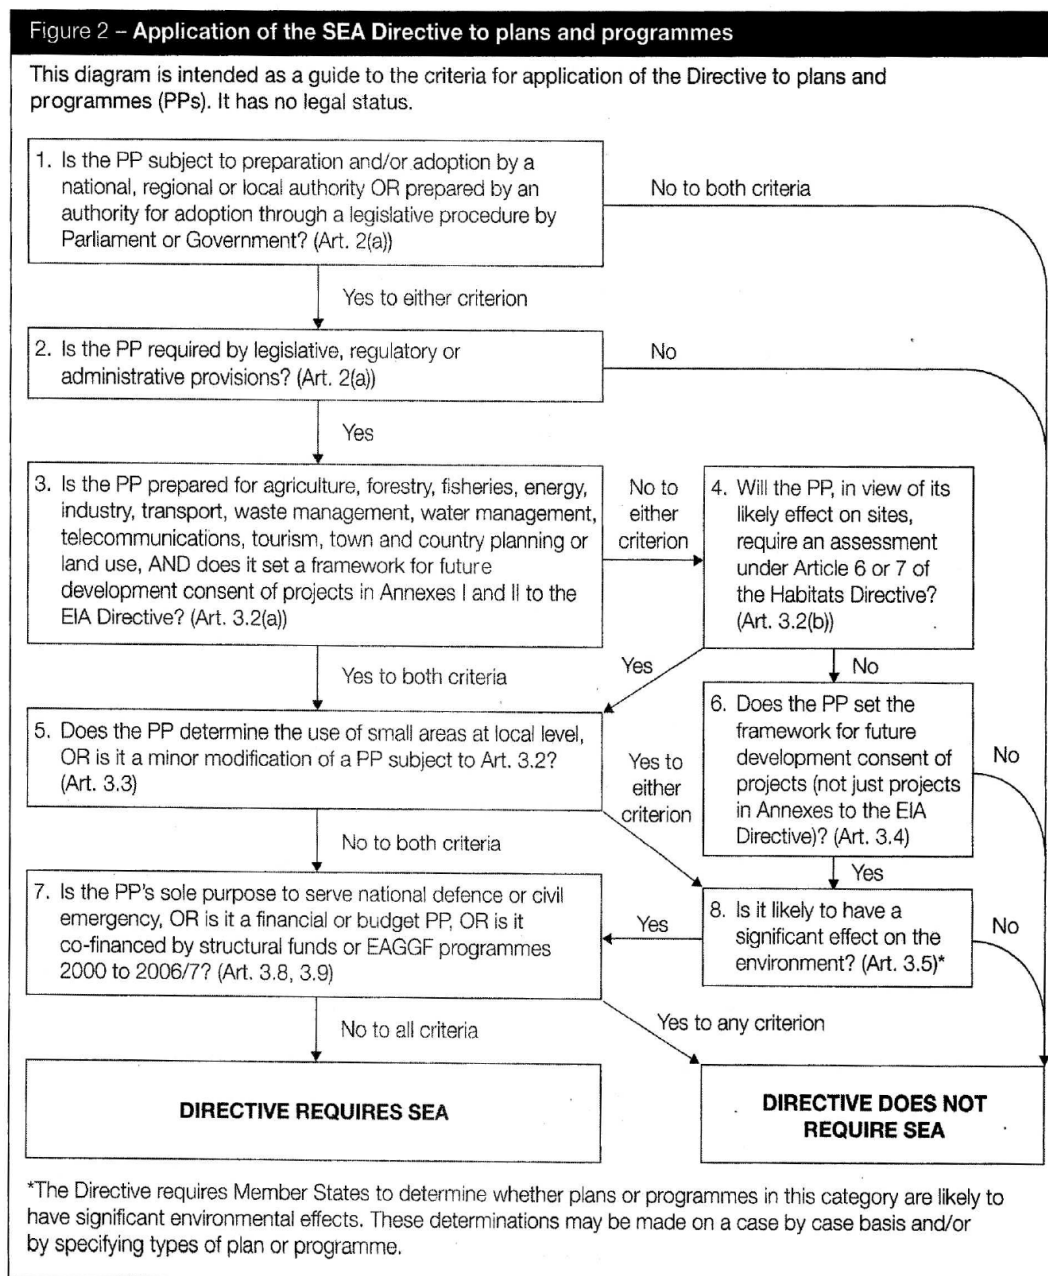 Figure 2 – Application of the SEA Directive to plans and programmes
This diagram is intended as a guide to the criteria for application of the Directive to plans and
programmes (PPs). It has no legal status.
1. Is the PP subject to preparation and/or adoption by a
national, regional or local authority OR prepared by an
authority for adoption through a legislative procedure by
Parliament or Government? (Art. 2(a))
No to both criteria
Yes to either criterion
2. Is the PP required by legislative, regulatory or
administrative provisions? (Art. 2(a))
No
Yes
3. Is the PP prepared for agriculture, forestry, fisheries, energy,
industry, transport, waste management, water management,
telecommunications, tourism, town and country planning or
land use, AND does it set a framework for future
development consent of projects in Annexes I and II to the
EIA Directive? (Art. 3.2(a))
No to
either
criterion
4. Will the PP, in view of its
likely effect on sites,
require an assessment
under Article 6 or 7 of
the Habitats Directive?
(Art. 3.2(b))
Yes to both criteria
Yes
No
5. Does the PP determine the use of small areas at local level,
OR is it a minor modification of a PP subject to Art. 3.2?
(Art. 3.3)
Yes to
either
criterion
6. Does the PP set the
framework for future
development consent of
projects (not just projects
in Annexes to the EIA
Directive)? (Art. 3.4)
No
No to both criteria
Yes
7. Is the PP's sole purpose to serve national defence or civil
emergency, OR is it a financial or budget PP, OR is it
co-financed by structural funds or EAGGF programmes
2000 to 2006/7? (Art. 3.8, 3.9)
Yes
8. Is it likely to have a
significant effect on the
environment? (Art. 3.5)*
No
No to all criteria
Yes to any criterion
DIRECTIVE REQUIRES SEA
DIRECTIVE DOES NOT
REQUIRE SEA
*The Directive requires Member States to determine whether plans or programmes in this category are likely to
have significant environmental effects. These determinations may be made on a case by case basis and/or
by specifying types of plan or programme.